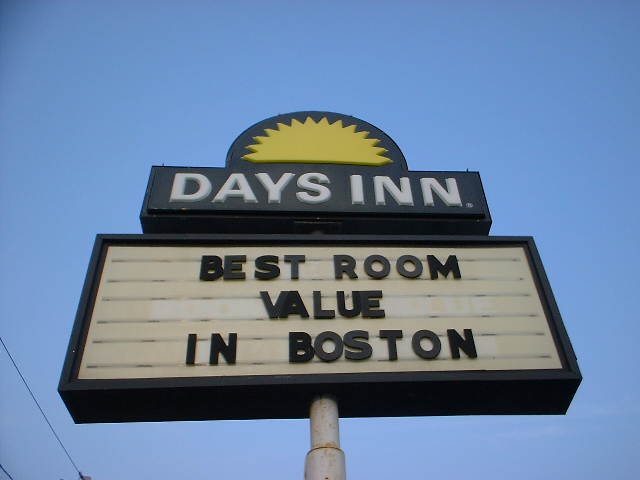 DAYS INN®
BEST ROOM
VALUE
IN BOSTON